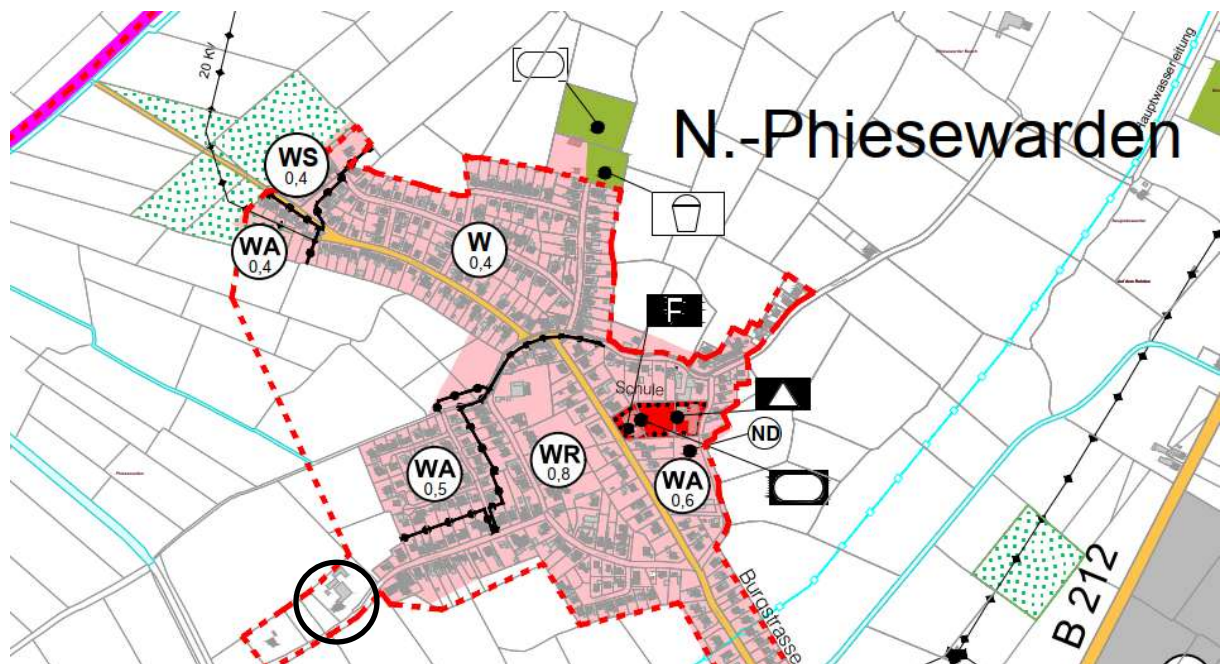 20 KV
Hauptwasserleitung
N.-Phiesewarden
WS
0,4
W
0,4
WA
0,4
F
Schule
ND
WA
0,5
WR
0,8
WA
0,6
Burgstrasse
B 212
Phiesewarden